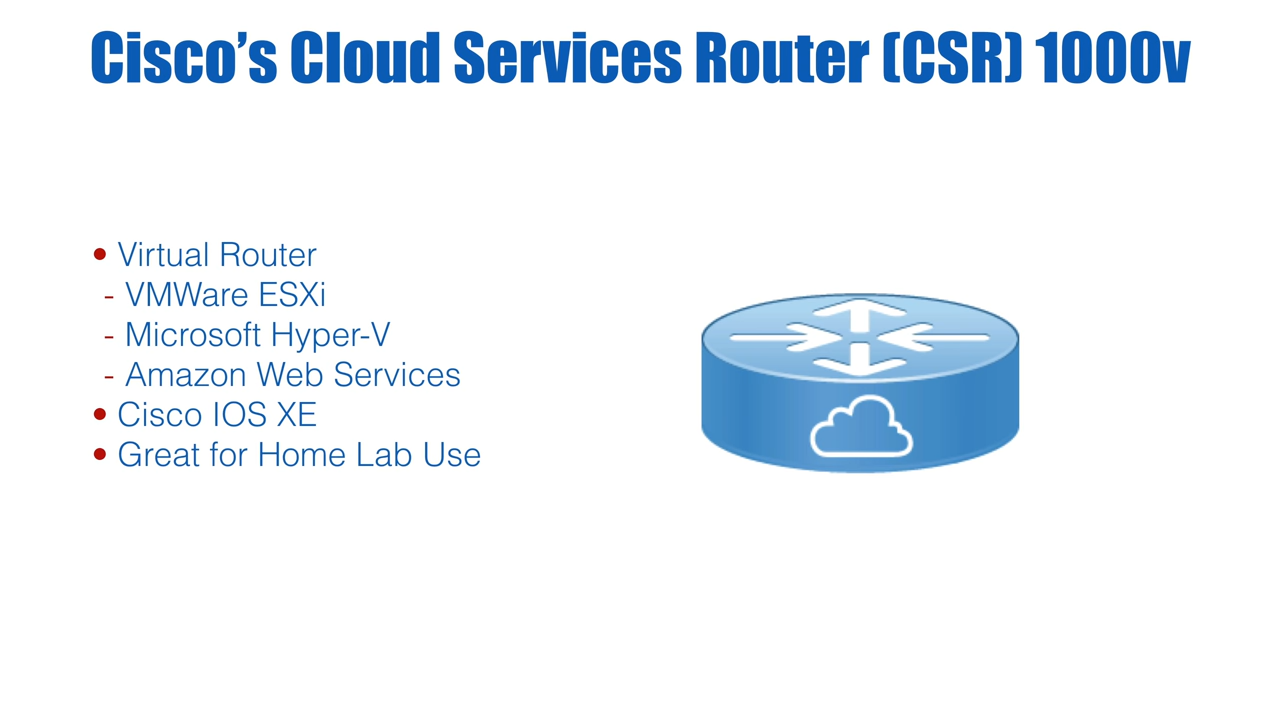 Cisco’s Cloud Services Router (CSR) 1000v
• Virtual Router
- VMWare ESXi
- Microsoft Hyper-V
- Amazon Web Services
• Cisco IOS XE
• Great for Home Lab Use